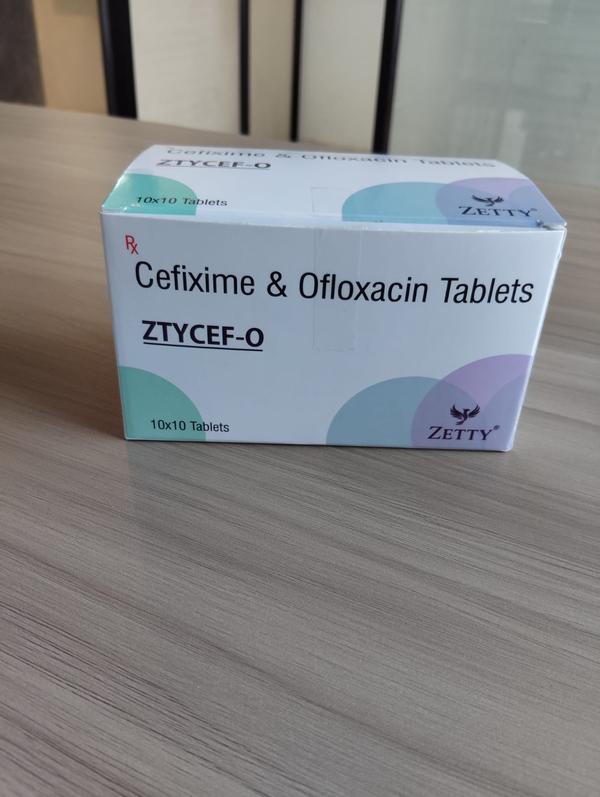 Cefixime & Ofloxacin Tablets
ZTYCEF-O
10x10 Tablets
ZETTY
Rx
Cefixime & Ofloxacin Tablets
ZTYCEF-O
10x10 Tablets
ZETTY®